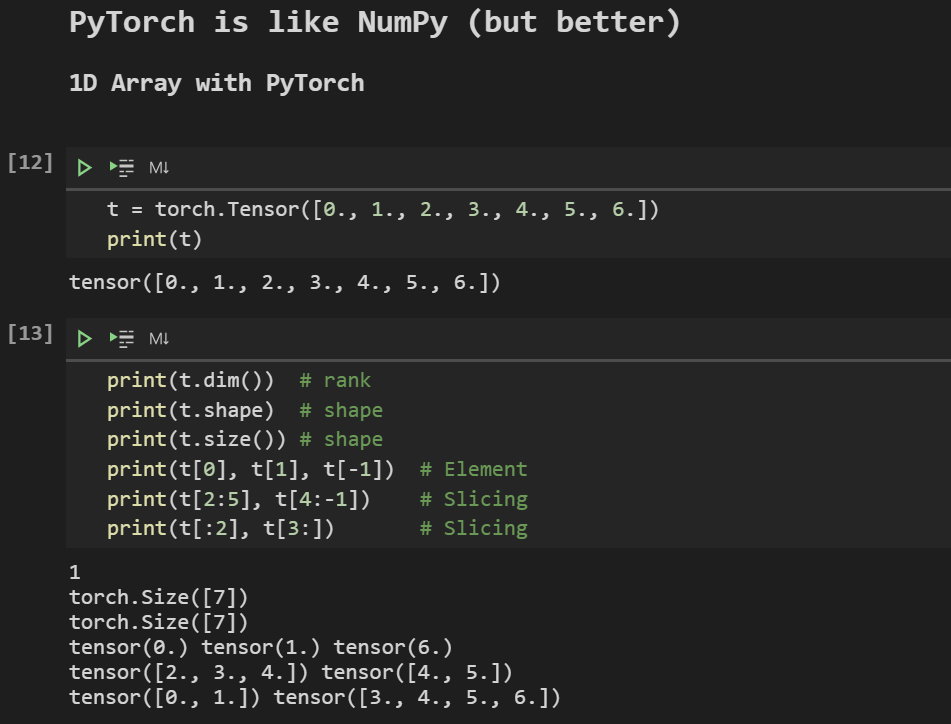 PyTorch is like NumPy (but better)
1D Array with PyTorch
[12]
M↓
t = torch.Tensor([0., 1., 2., 3., 4., 5., 6.])
print(t)
tensor([0., 1., 2., 3., 4., 5., 6.])
[13]
M↓
print(t.dim())  # rank
print(t.shape)  # shape
print(t.size()) # shape
print(t[0], t[1], t[-1])  # Element
print(t[2:5], t[4:-1])    # Slicing
print(t[:2], t[3:])       # Slicing
1
torch.Size([7])
torch.Size([7])
tensor(0.) tensor(1.) tensor(6.)
tensor([2., 3., 4.]) tensor([4., 5.])
tensor([0., 1.]) tensor([3., 4., 5., 6.])